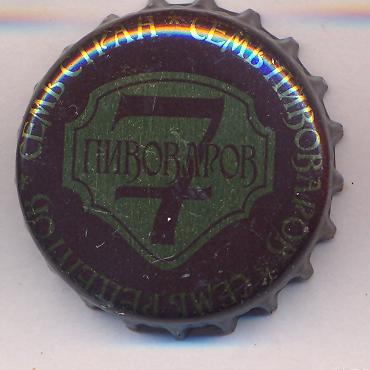 СЕМЬ СТРАН * СЕМЬ ПИВОВАРОВ * СЕМЬ РЕЦЕПТОВ *
7
ПИВОВАРОВ